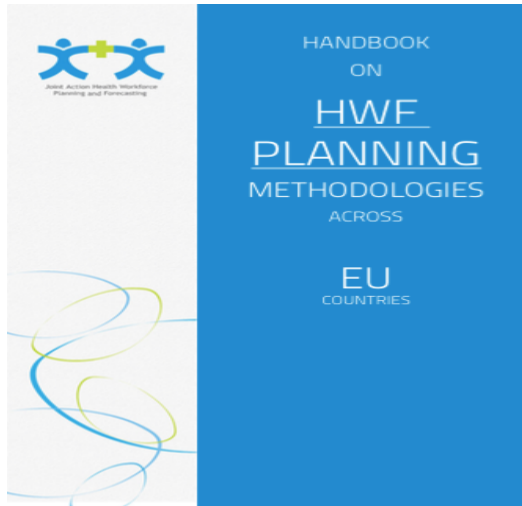 Joint Action Health Workforce
Planning and Forecasting
HANDBOOK
ON
HWF
PLANNING
METHODOLOGIES
ACROSS
EU
COUNTRIES